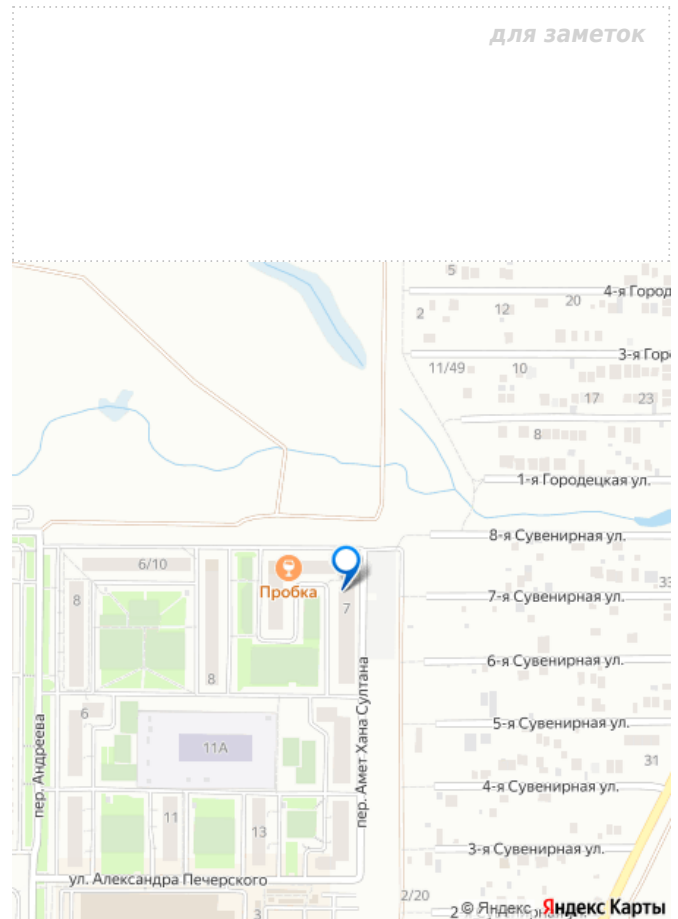 для заметок
5
4-я Город
20
12
2
3-я Гор
11/49
10
17
23
8
1-я Городецкая ул.
8-я Сувенирная ул.
6/10
Пробка
33
7-я Сувенирная ул.
8
7
6-я Сувенирная ул.
8
6
5-я Сувенирная ул.
11А
31
пер. Андреева
пер. Амет Хана Султана
4-я Сувенирная ул.
11
13
3-я Сувенирная ул.
ул. Александра Печерского
2/20
3
© Яндекс Яндекс Карты